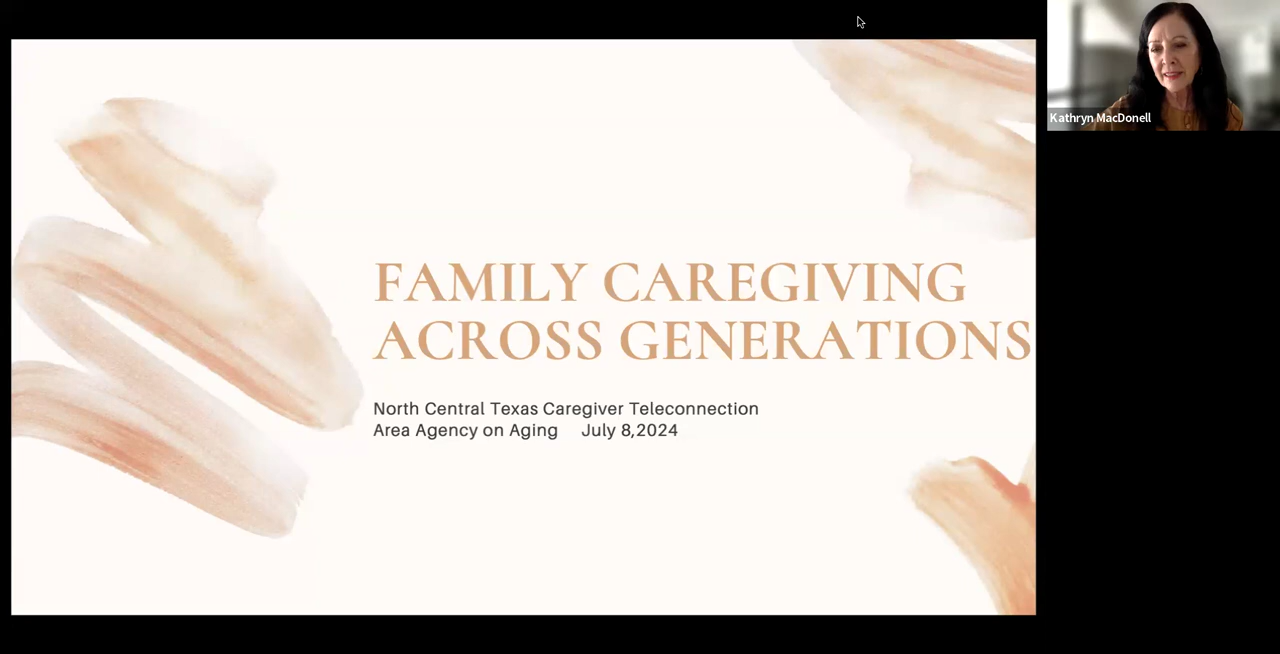 FAMILY CAREGIVING
ACROSS GENERATIONS
North Central Texas Caregiver Teleconnection
Area Agency on Aging July 8,2024
Kathryn MacDonell